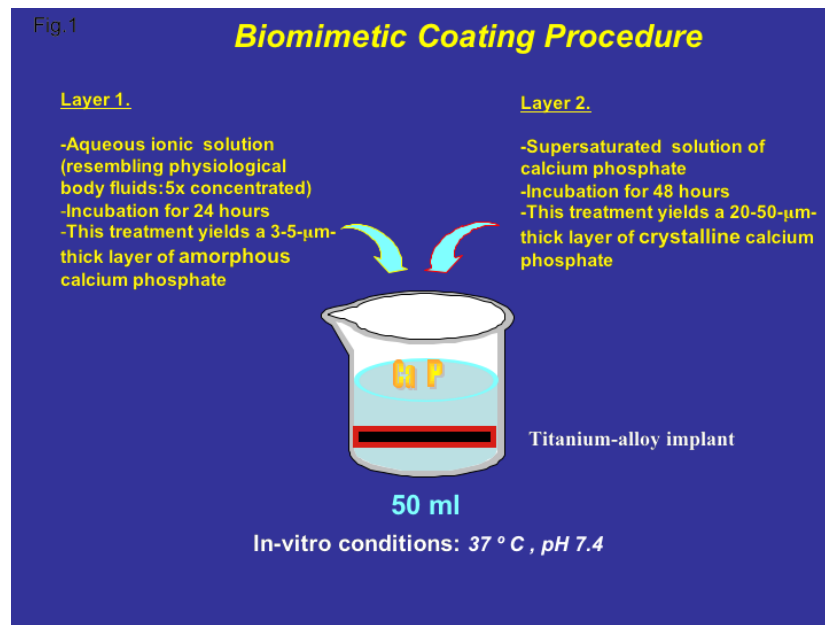 Fig.1
Biomimetic Coating Procedure
Layer 1.
-Aqueous ionic solution
(resembling physiological
body fluids:5x concentrated)
-Incubation for 24 hours
-This treatment yields a 3-5-μm-
thick layer of amorphous
calcium phosphate
Layer 2.
-Supersaturated solution of
calcium phosphate
-Incubation for 48 hours
-This treatment yields a 20-50-μm-
thick layer of crystalline calcium
phosphate
Ca P
Titanium-alloy implant
50 ml
In-vitro conditions: 37 º C , pH 7.4